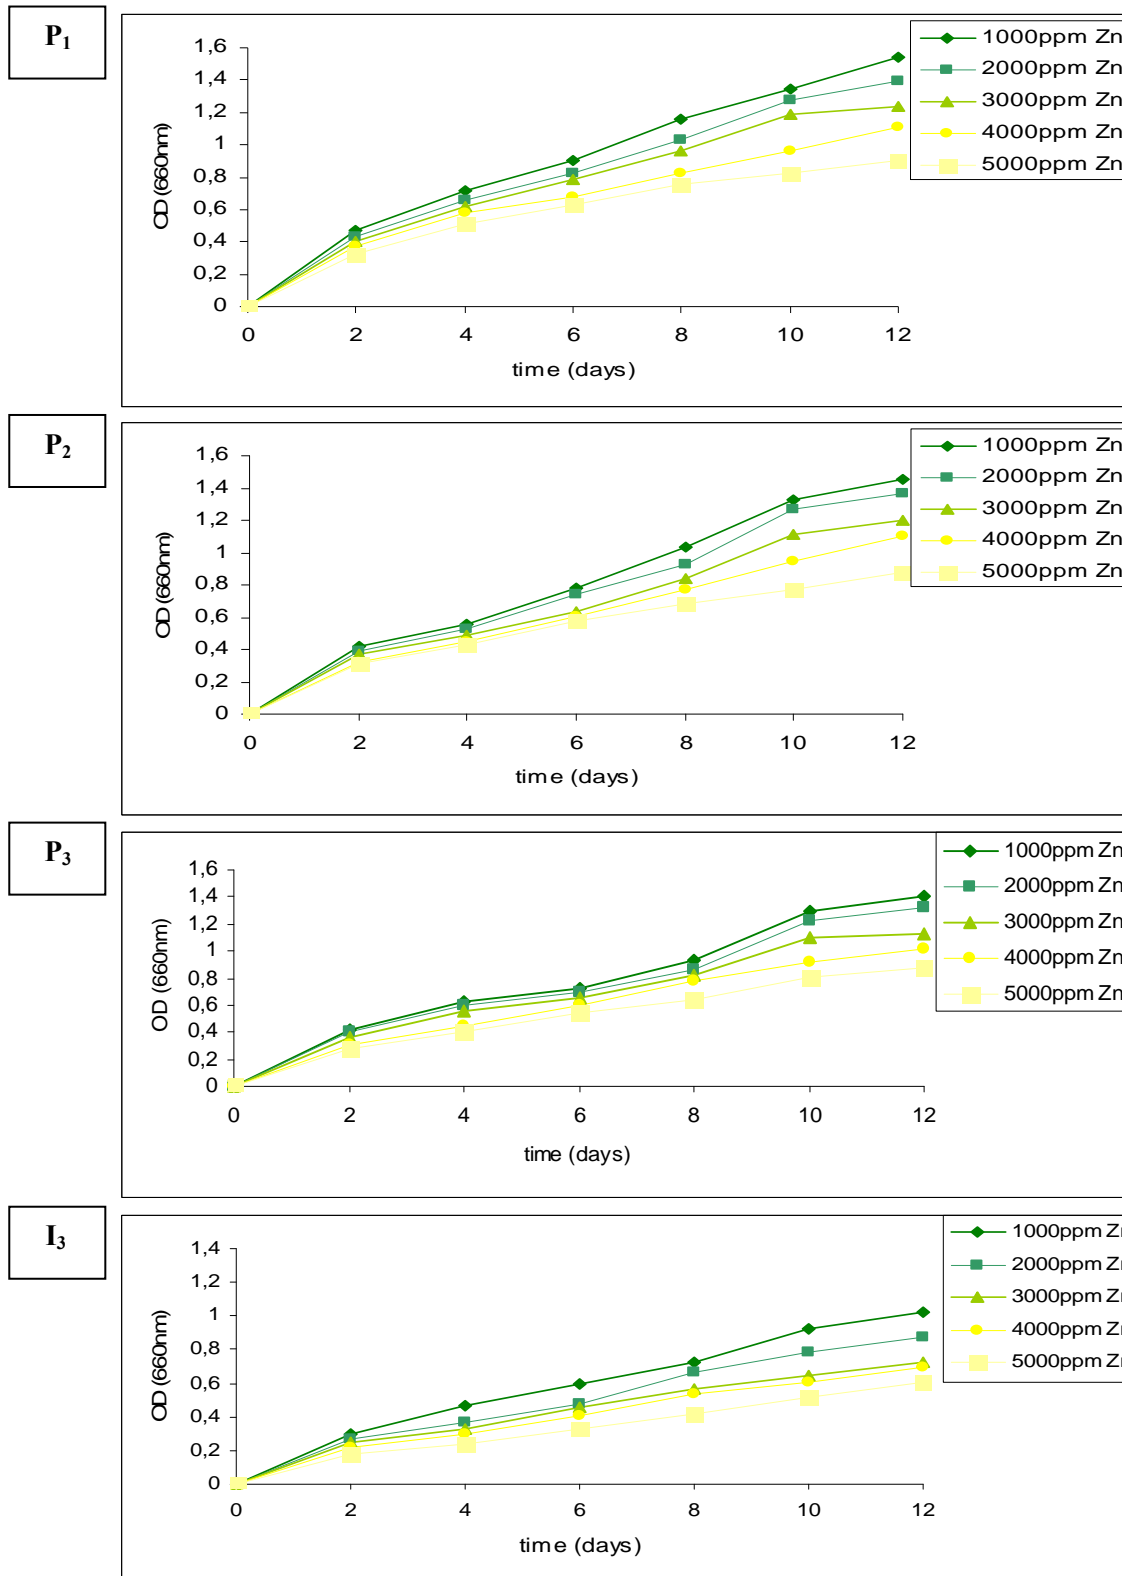 P₁
1,6
1,4
1,2
1
0,8
0,6
0,4
0,2
0
OD (660nm)
0 2 4 6 8 10 12
time (days)
1000ppm Zn
2000ppm Zn
3000ppm Zn
4000ppm Zn
5000ppm Zn
P₂
1,6
1,4
1,2
1
0,8
0,6
0,4
0,2
0
OD (660nm)
0 2 4 6 8 10 12
time (days)
1000ppm Zn
2000ppm Zn
3000ppm Zn
4000ppm Zn
5000ppm Zn
P₃
1,6
1,4
1,2
1
0,8
0,6
0,4
0,2
0
OD (660nm)
0 2 4 6 8 10 12
time (days)
1000ppm Zn
2000ppm Zn
3000ppm Zn
4000ppm Zn
5000ppm Zn
I₃
1,4
1,2
1
0,8
0,6
0,4
0,2
0
OD (660nm)
0 2 4 6 8 10 12
time (days)
1000ppm Zn
2000ppm Zn
3000ppm Zn
4000ppm Zn
5000ppm Zn